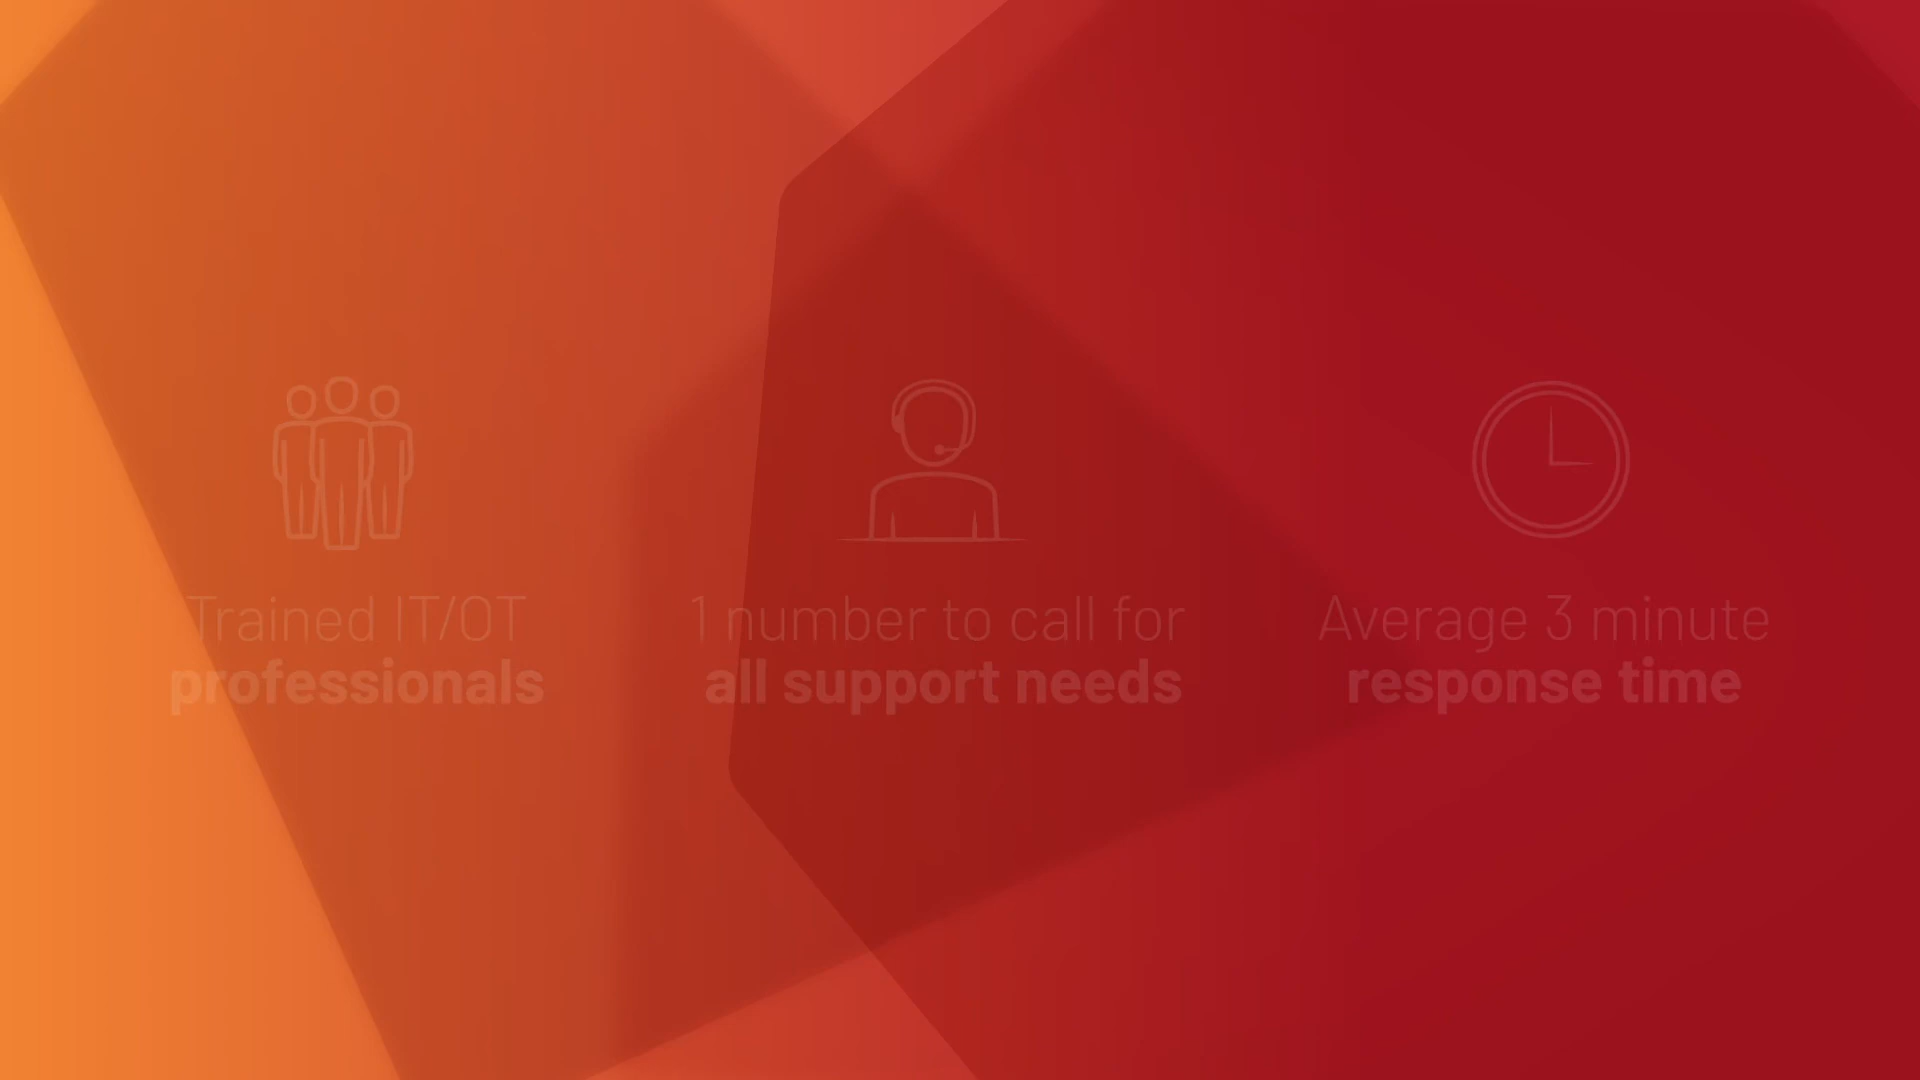 Trained IT/OT
professionals
1 number to call for
all support needs
Average 3 minute
response time